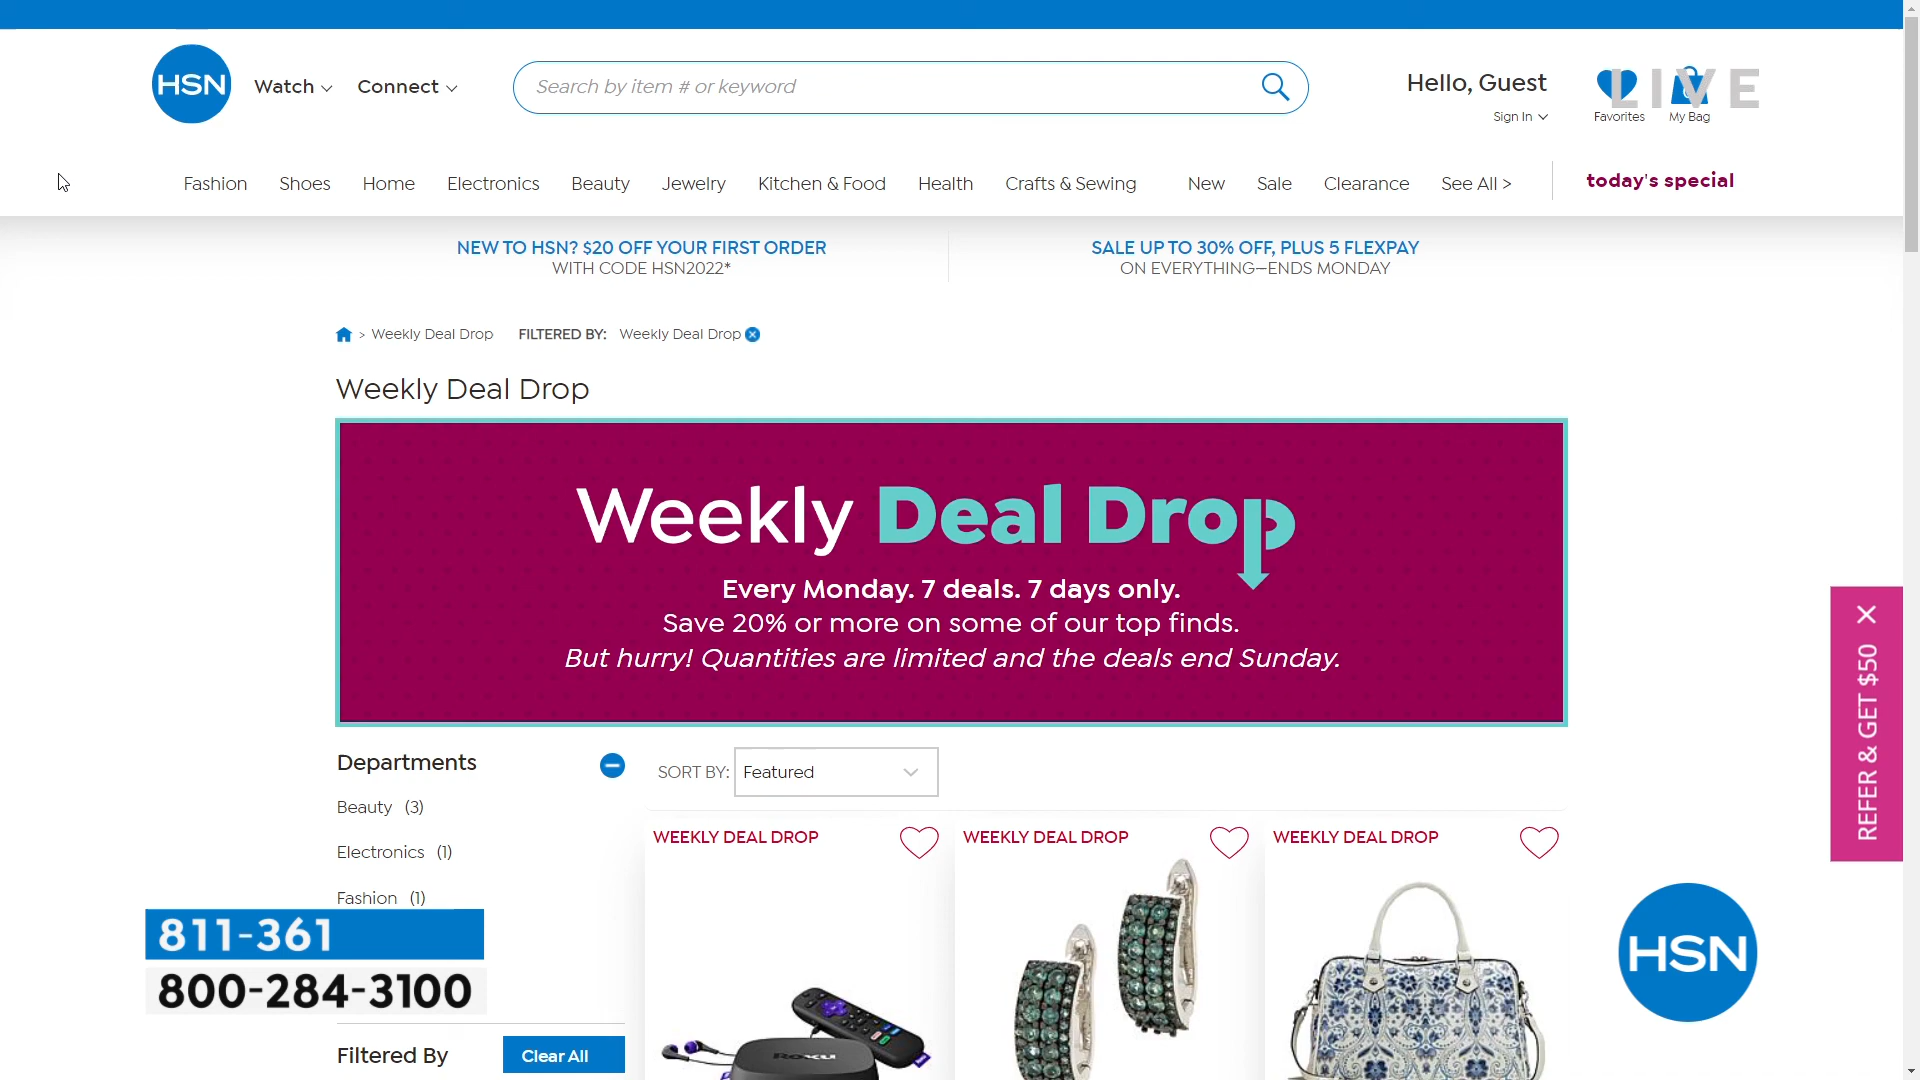 HSN
Watch
Connect
Search by item # or keyword
Hello, Guest
Sign In
LIVE
Favorites
My Bag
Fashion
Shoes
Home
Electronics
Beauty
Jewelry
Kitchen & Food
Health
Crafts & Sewing
New
Sale
Clearance
See All >
today's special
NEW TO HSN? $20 OFF YOUR FIRST ORDER
WITH CODE HSN2022*
SALE UP TO 30% OFF, PLUS 5 FLEXPAY
ON EVERYTHING—ENDS MONDAY
> Weekly Deal Drop
FILTERED BY: Weekly Deal Drop
Weekly Deal Drop
Weekly Deal Drop
Every Monday. 7 deals. 7 days only.
Save 20% or more on some of our top finds.
But hurry! Quantities are limited and the deals end Sunday.
REFER & GET $50
Departments
Beauty (3)
Electronics (1)
Fashion (1)
SORT BY: Featured
WEEKLY DEAL DROP
WEEKLY DEAL DROP
WEEKLY DEAL DROP
811-361
800-284-3100
Filtered By
Clear All
Roku
HSN